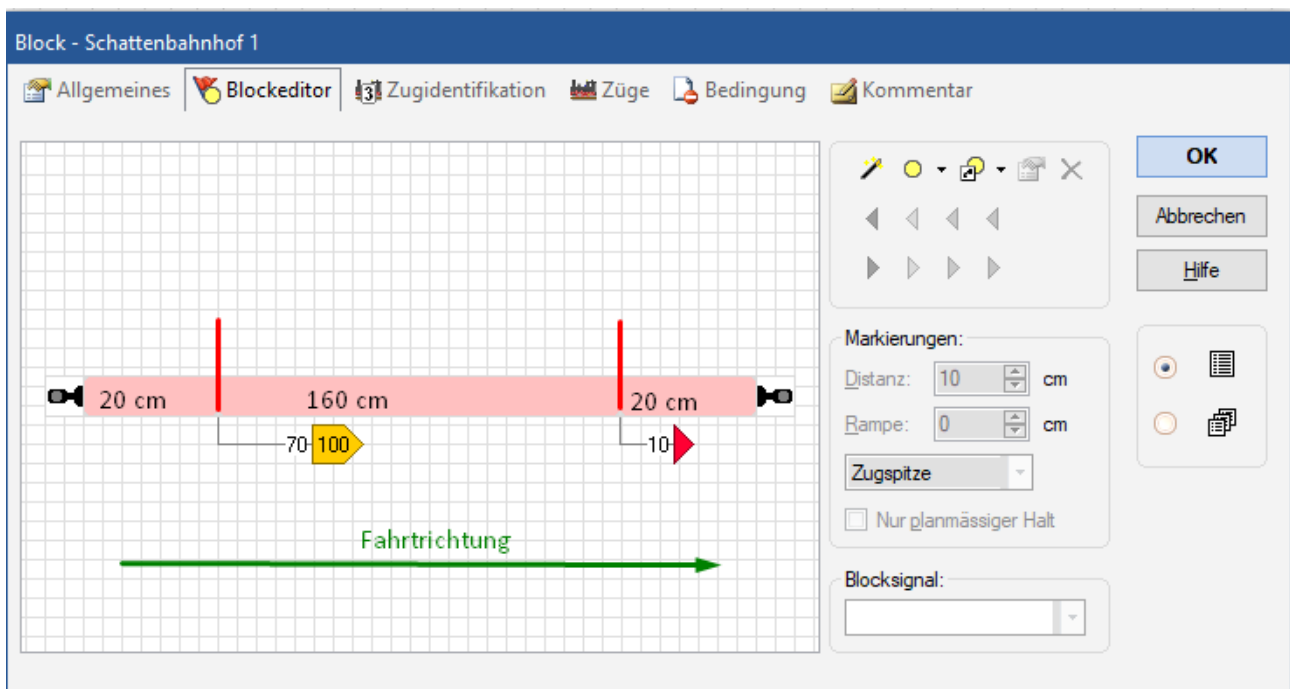 Block - Schattenbahnhof 1
Allgemeines Blockeditor 3 Zugidentifikation Züge Bedingung Kommentar
OK
Abbrechen
Hilfe
20 cm 160 cm 20 cm
70 100 10
Fahrtrichtung
Markierungen:
Distanz: 10 cm
Rampe: 0 cm
Zugspitze
Nur planmässiger Halt
Blocksignal: